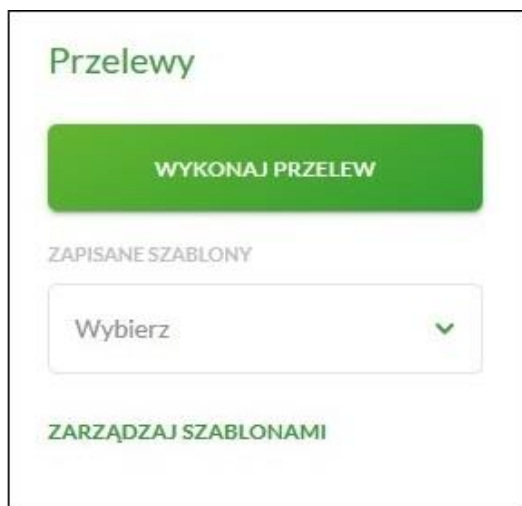 Przelewy
WYKONAJ PRZELEW
ZAPISANE SZABLONY
Wybierz
ZARZĄDZAJ SZABLONAMI